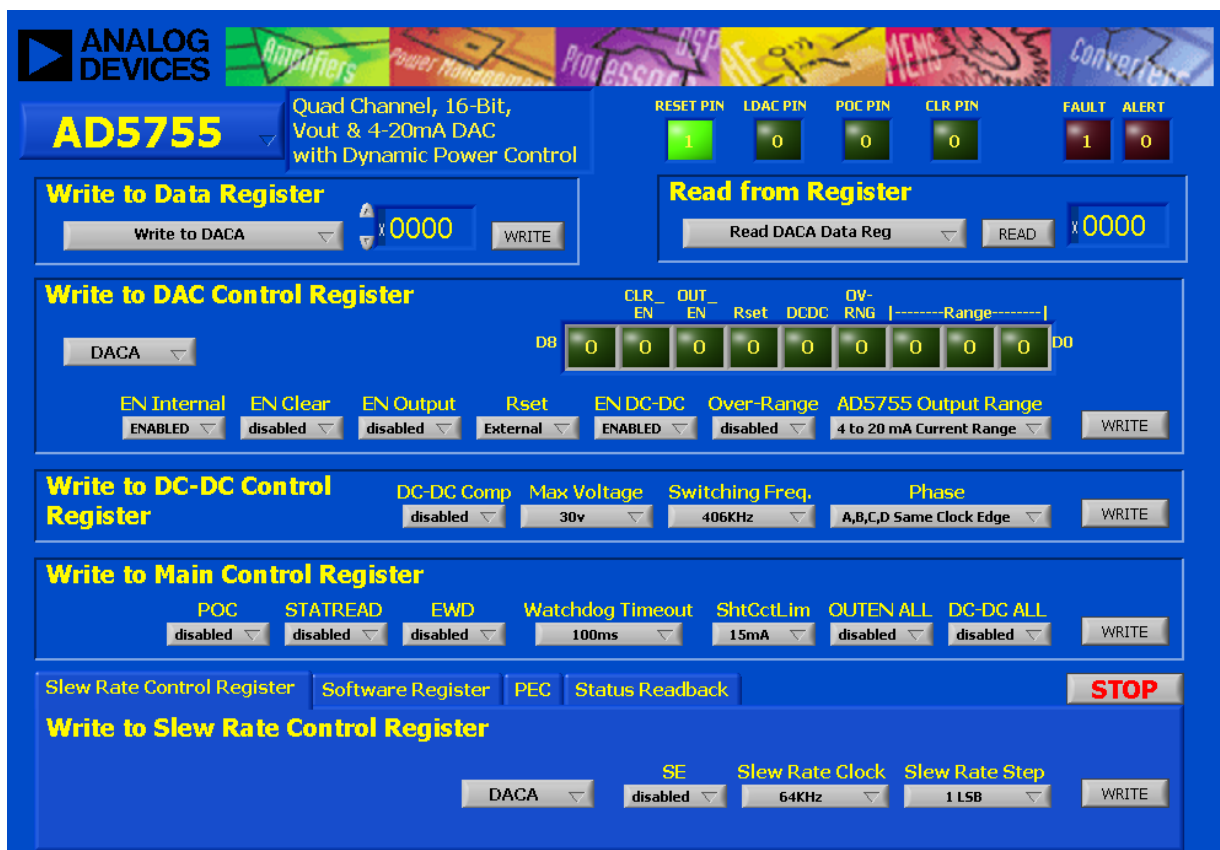 ANALOG
DEVICES
Amplifiers Power Management Processors DSP RF MEMS Converters
AD5755
Quad Channel, 16-Bit,
Vout & 4-20mA DAC
with Dynamic Power Control
RESET PIN LDAC PIN POC PIN CLR PIN FAULT ALERT
1 0 0 0 1 0
Write to Data Register
Write to DACA x 0000 WRITE
Read from Register
Read DACA Data Reg READ x 0000
Write to DAC Control Register
CLR_ OUT_ OV-
EN EN Rset DCDC RNG |--------Range--------|
D8 0 0 0 0 0 0 0 0 0 D0
DACA
EN Internal EN Clear EN Output Rset EN DC-DC Over-Range AD5755 Output Range
ENABLED disabled disabled External ENABLED disabled 4 to 20 mA Current Range WRITE
Write to DC-DC Control
Register
DC-DC Comp Max Voltage Switching Freq. Phase
disabled 30v 406KHz A,B,C,D Same Clock Edge WRITE
Write to Main Control Register
POC STATREAD EWD Watchdog Timeout ShtCctLim OUTEN ALL DC-DC ALL
disabled disabled disabled 100ms 15mA disabled disabled WRITE
Slew Rate Control Register Software Register PEC Status Readback STOP
Write to Slew Rate Control Register
SE Slew Rate Clock Slew Rate Step
DACA disabled 64KHz 1 LSB WRITE